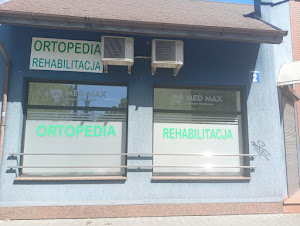 ORTOPEDIA
REHABILITACJA
MED MAX
ORTOPEDIA
MED MAX
REHABILITACJA
2